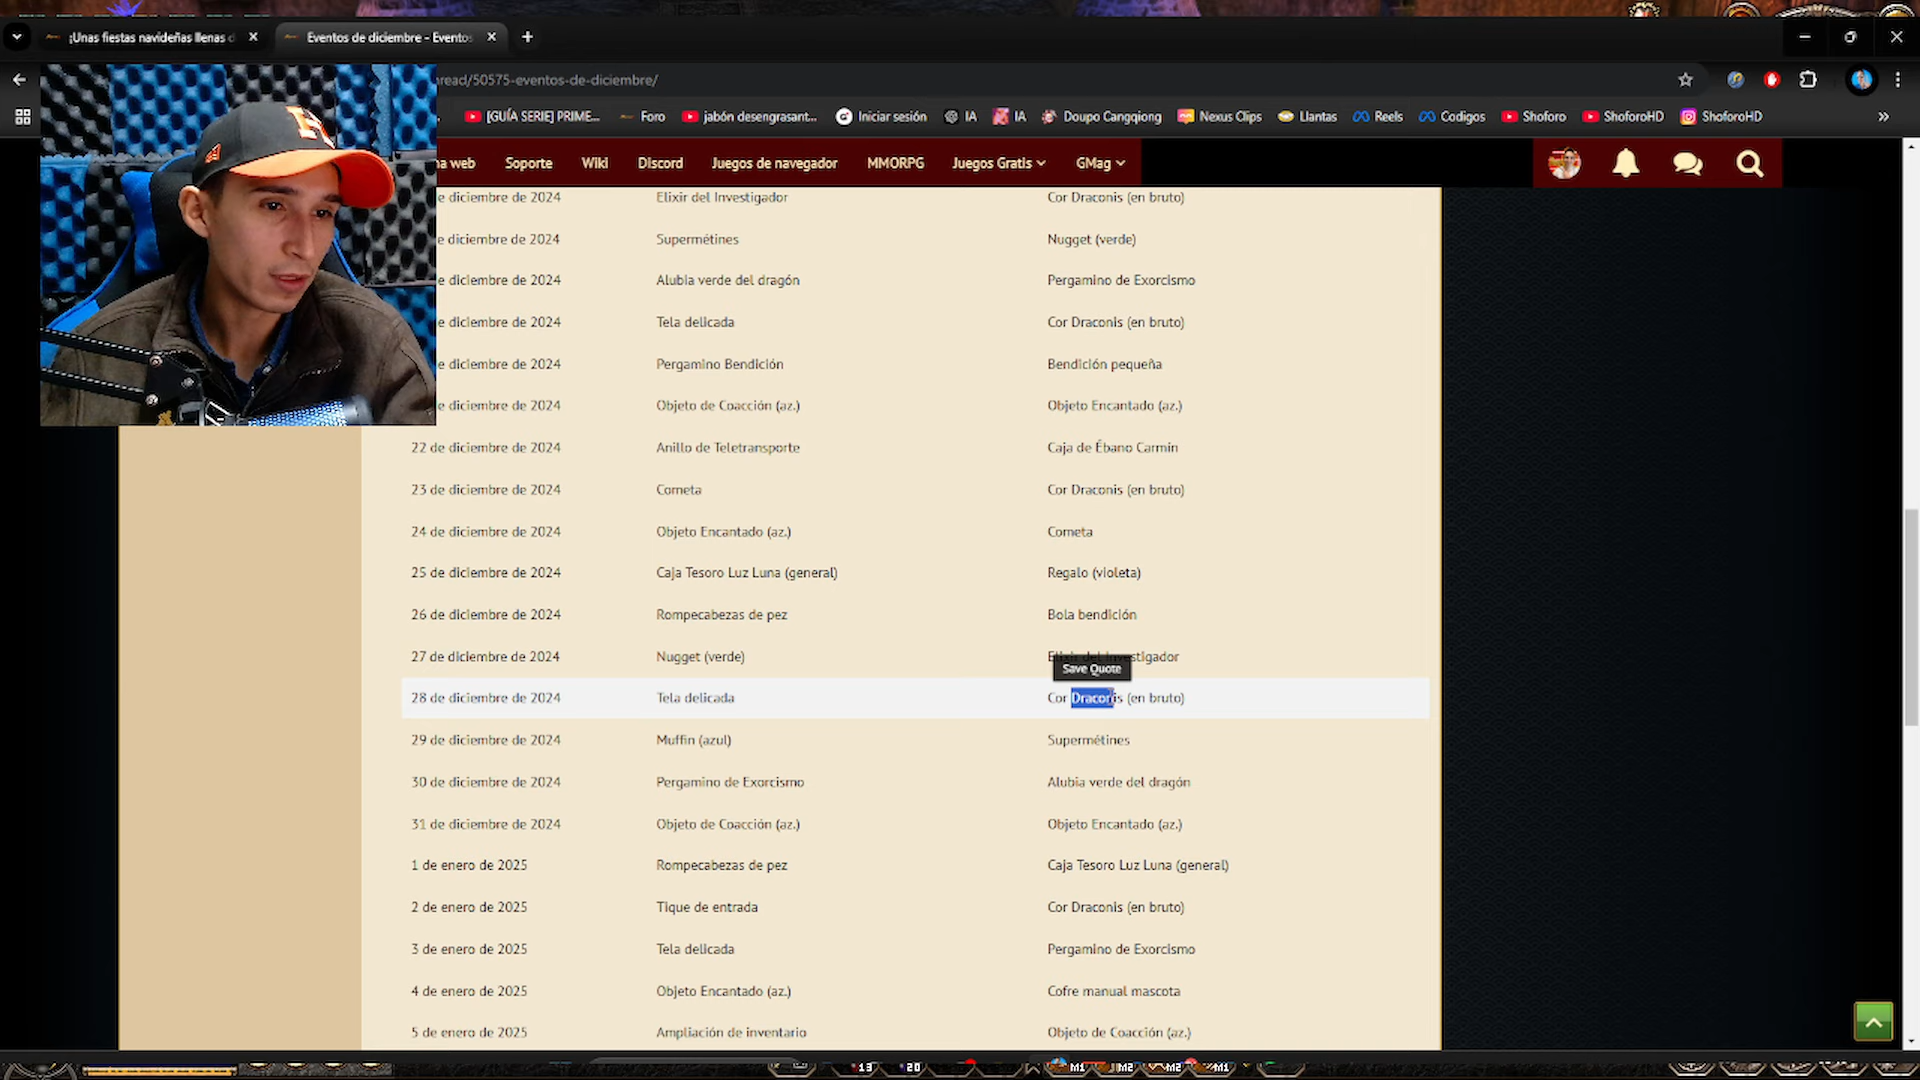 ¡Unas fiestas navideñas llenas d
Eventos de diciembre - Evento
read/50575-eventos-de-diciembre/
[GUÍA SERIE] PRIME...
Foro
jabón desengrasant...
Iniciar sesión
IA
IA
Doupo Cangqiong
Nexus Clips
Llantas
Reels
Codigos
Shoforo
ShoforoHD
ShoforoHD
na web
Soporte
Wiki
Discord
Juegos de navegador
MMORPG
Juegos Gratis
GMag
e diciembre de 2024 Elixir del Investigador Cor Draconis (en bruto)
e diciembre de 2024 Supermétines Nugget (verde)
e diciembre de 2024 Alubia verde del dragón Pergamino de Exorcismo
e diciembre de 2024 Tela delicada Cor Draconis (en bruto)
e diciembre de 2024 Pergamino Bendición Bendición pequeña
e diciembre de 2024 Objeto de Coacción (az.) Objeto Encantado (az.)
22 de diciembre de 2024 Anillo de Teletransporte Caja de Ébano Carmín
23 de diciembre de 2024 Cometa Cor Draconis (en bruto)
24 de diciembre de 2024 Objeto Encantado (az.) Cometa
25 de diciembre de 2024 Caja Tesoro Luz Luna (general) Regalo (violeta)
26 de diciembre de 2024 Rompecabezas de pez Bola bendición
27 de diciembre de 2024 Nugget (verde) Elixir del Investigador
Save Quote
28 de diciembre de 2024 Tela delicada Cor Draconis (en bruto)
29 de diciembre de 2024 Muffin (azul) Supermétines
30 de diciembre de 2024 Pergamino de Exorcismo Alubia verde del dragón
31 de diciembre de 2024 Objeto de Coacción (az.) Objeto Encantado (az.)
1 de enero de 2025 Rompecabezas de pez Caja Tesoro Luz Luna (general)
2 de enero de 2025 Tique de entrada Cor Draconis (en bruto)
3 de enero de 2025 Tela delicada Pergamino de Exorcismo
4 de enero de 2025 Objeto Encantado (az.) Cofre manual mascota
5 de enero de 2025 Ampliación de inventario Objeto de Coacción (az.)
13 20 M1 M2 M2 M1